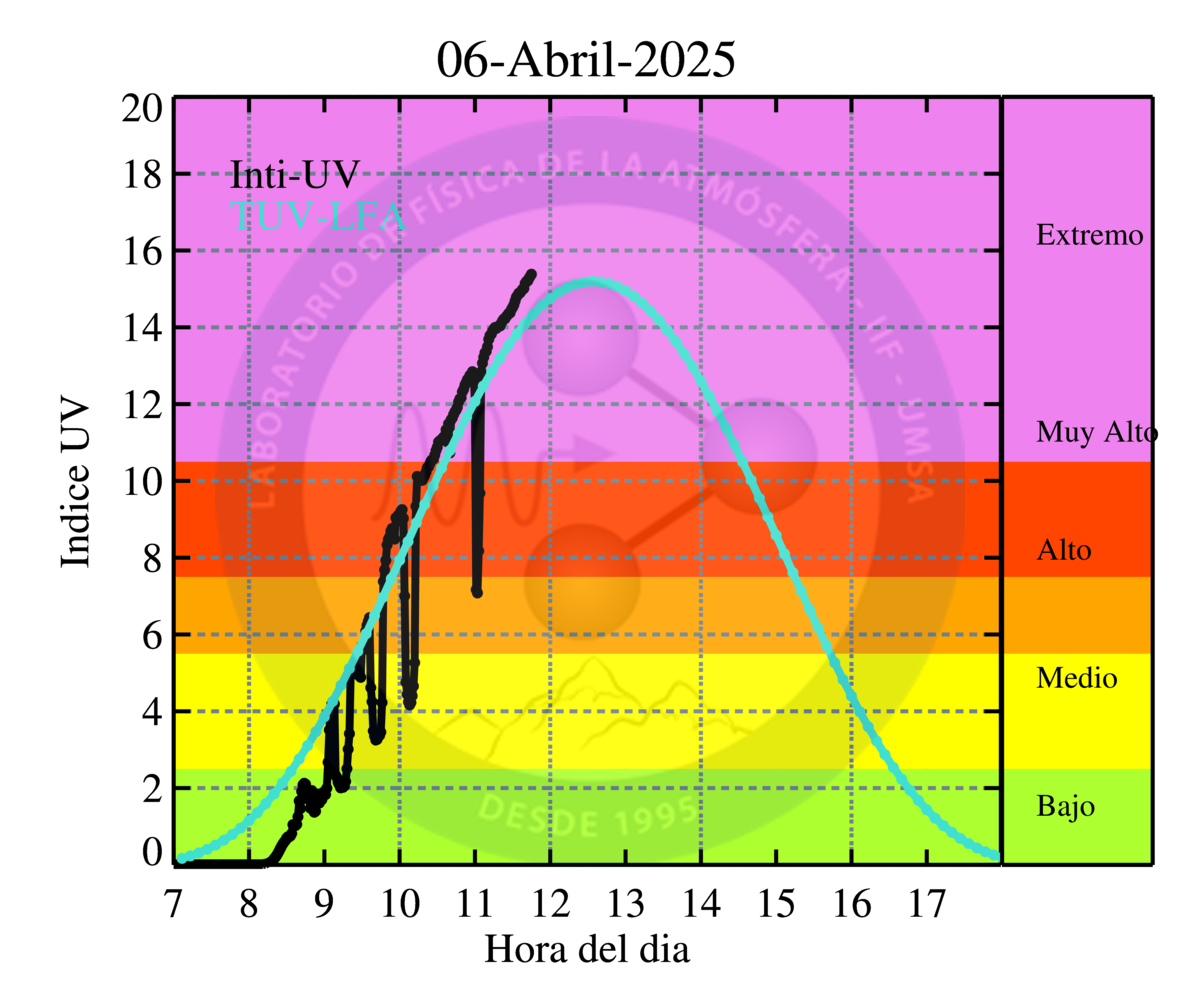 06-Abril-2025
20
18
16
14
12
10
8
6
4
2
0
Indice UV
Inti-UV
TUV-LFA
LABORATORIO DE FÍSICA DE LA ATMÓSFERA - IIF - UMSA
DESDE 1995
Extremo
Muy Alto
Alto
Medio
Bajo
7 8 9 10 11 12 13 14 15 16 17
Hora del dia